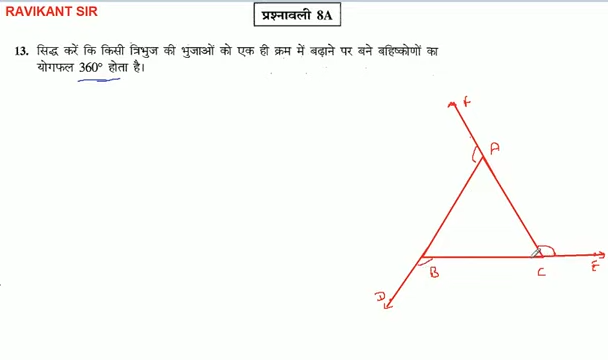 RAVIKANT SIR
प्रश्नावली 8A
13. सिद्ध करें कि किसी त्रिभुज की भुजाओं को एक ही क्रम में बढ़ाने पर बने बहिष्कोणों का
योगफल 360° होता है।
F
A
B
C
E
D